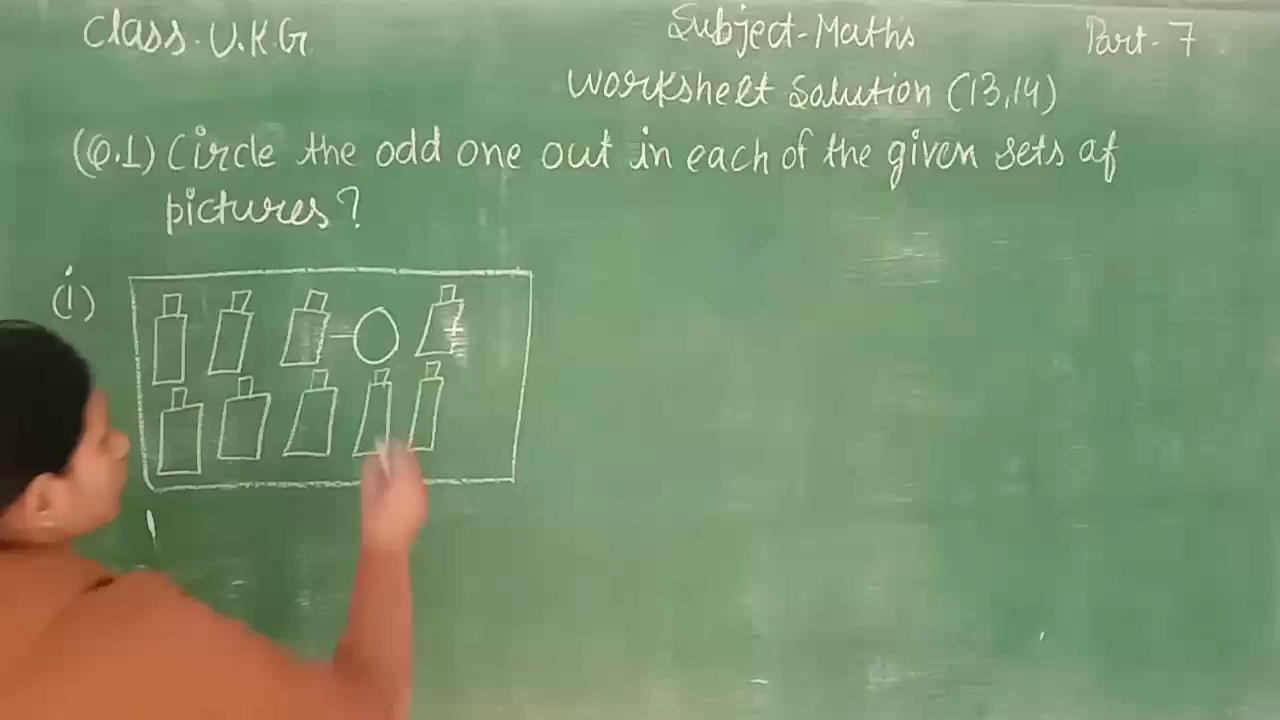 Class-U.K.G
Subject-Maths
Part-7
Worksheet Solution (13,14)
(Q.1) Circle the odd one out in each of the given sets of
pictures?
(i)